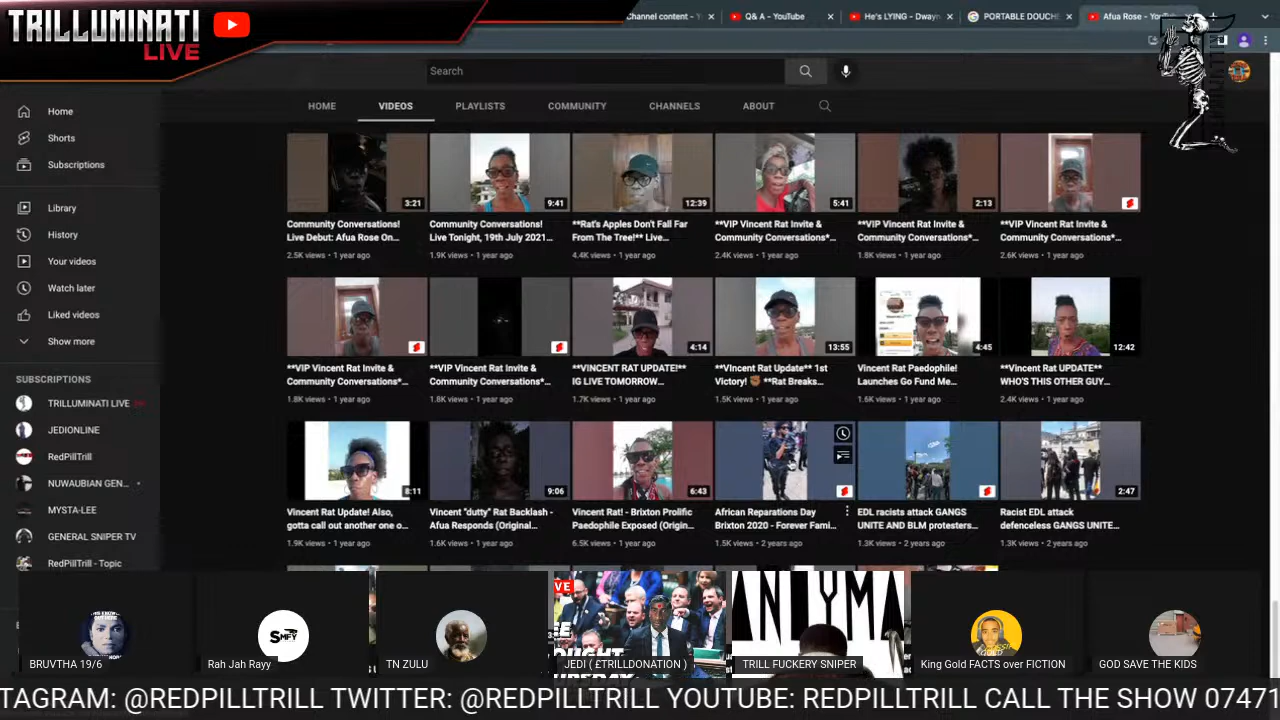 TRILLUMINATI
LIVE
Channel content - Y
Q& A - YouTube
He's LYING - Dwayn
PORTABLE DOUCHE
Afua Rose - You
Search
HOME
VIDEOS
PLAYLISTS
COMMUNITY
CHANNELS
ABOUT
Home
Shorts
Subscriptions
Library
History
Your videos
Watch later
Liked videos
Show more
SUBSCRIPTIONS
TRILLUMINATI LIVE
JEDIONLINE
RedPillTrill
NUWAUBIAN GEN...
MYSTA-LEE
GENERAL SNIPER TV
RedPillTrill - Topic
3:21
9:41
12:39
5:41
2:13
Community Conversations!
Live Debut: Afua Rose On...
2.5K views • 1 year ago
Community Conversations!
Live Tonight, 19th July 2021...
1.9K views • 1 year ago
**Rat's Apples Don't Fall Far
From The Tree!** Live...
4.4K views • 1 year ago
**VIP Vincent Rat Invite &
Community Conversations*...
2.4K views • 1 year ago
**VIP Vincent Rat Invite &
Community Conversations*...
1.8K views • 1 year ago
**VIP Vincent Rat Invite &
Community Conversations*...
2.6K views • 1 year ago
4:14
13:55
4:45
12:42
**VIP Vincent Rat Invite &
Community Conversations*...
1.8K views • 1 year ago
**VIP Vincent Rat Invite &
Community Conversations*...
1.8K views • 1 year ago
**VINCENT RAT UPDATE!**
IG LIVE TOMORROW...
1.7K views • 1 year ago
**Vincent Rat Update** 1st
Victory! ✊🏾 **Rat Breaks...
1.5K views • 1 year ago
Vincent Rat Paedophile!
Launches Go Fund Me...
1.6K views • 1 year ago
**Vincent Rat UPDATE**
WHO'S THIS OTHER GUY...
2.4K views • 1 year ago
8:11
9:06
6:43
2:47
Vincent Rat Update! Also,
gotta call out another one o...
1.9K views • 1 year ago
Vincent "dutty" Rat Backlash -
Afua Responds (Original...
1.6K views • 1 year ago
Vincent Rat! - Brixton Prolific
Paedophile Exposed (Origin...
6.5K views • 1 year ago
African Reparations Day
Brixton 2020 - Forever Fami...
1.5K views • 2 years ago
EDL racists attack GANGS
UNITE AND BLM protesters...
1.3K views • 2 years ago
Racist EDL attack
defenceless GANGS UNITE...
1.3K views • 2 years ago
BRUVTHA 19/6
SMFY
Rah Jah Rayy
TN ZULU
VE
JEDI ( £TRILLDONATION )
TRILL FUCKERY SNIPER
King Gold FACTS over FICTION
GOD SAVE THE KIDS
TAGRAM: @REDPILLTRILL TWITTER: @REDPILLTRILL YOUTUBE: REDPILLTRILL CALL THE SHOW 07471